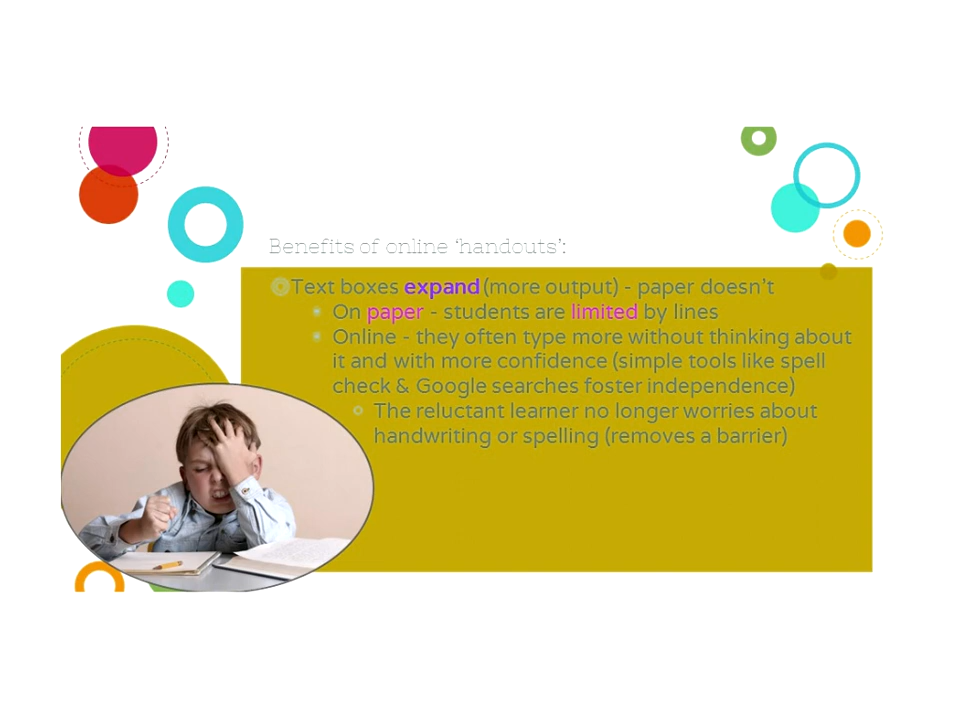 Benefits of online ‘handouts’:
Text boxes expand (more output) - paper doesn’t
On paper - students are limited by lines
Online - they often type more without thinking about
it and with more confidence (simple tools like spell
check & Google searches foster independence)
The reluctant learner no longer worries about
handwriting or spelling (removes a barrier)